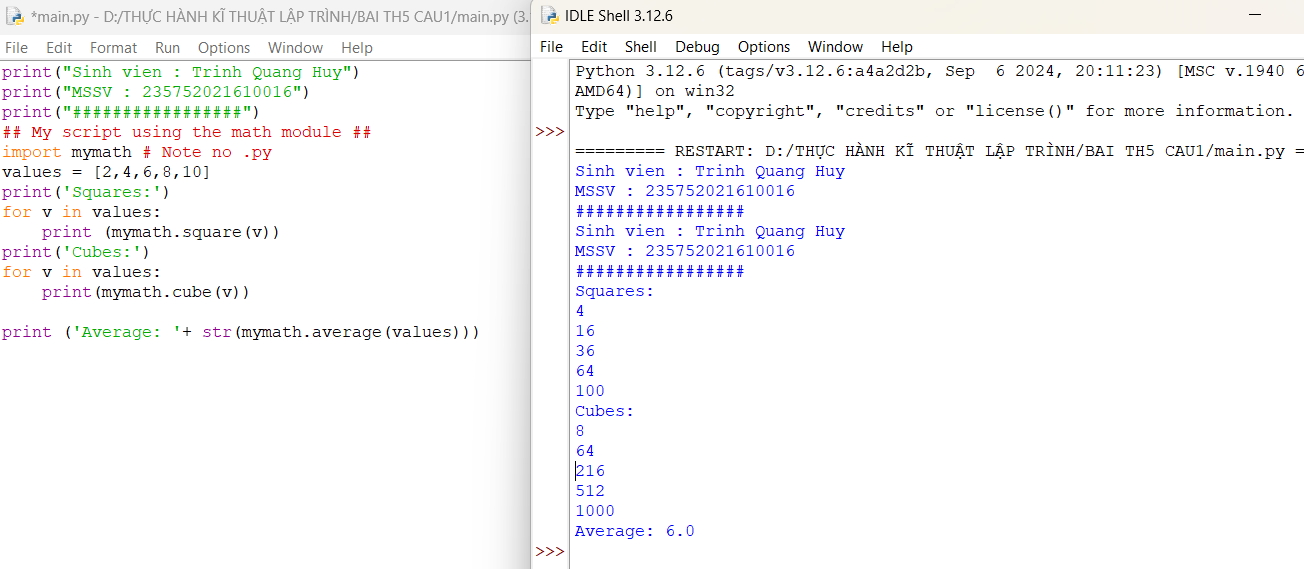 *main.py - D:/THỰC HÀNH KĨ THUẬT LẬP TRÌNH/BAI TH5 CAU1/main.py (3.
File Edit Format Run Options Window Help
print("Sinh vien : Trinh Quang Huy")
print("MSSV : 235752021610016")
print("#################")
## My script using the math module ##
import mymath # Note no .py
values = [2,4,6,8,10]
print('Squares:')
for v in values:
    print (mymath.square(v))
print('Cubes:')
for v in values:
    print(mymath.cube(v))
print ('Average: '+ str(mymath.average(values)))
IDLE Shell 3.12.6
File Edit Shell Debug Options Window Help
Python 3.12.6 (tags/v3.12.6:a4a2d2b, Sep  6 2024, 20:11:23) [MSC v.1940 6
AMD64)] on win32
Type "help", "copyright", "credits" or "license()" for more information.
>>>
========= RESTART: D:/THỰC HÀNH KĨ THUẬT LẬP TRÌNH/BAI TH5 CAU1/main.py =
Sinh vien : Trinh Quang Huy
MSSV : 235752021610016
#################
Sinh vien : Trinh Quang Huy
MSSV : 235752021610016
#################
Squares:
4
16
36
64
100
Cubes:
8
64
216
512
1000
Average: 6.0
>>>